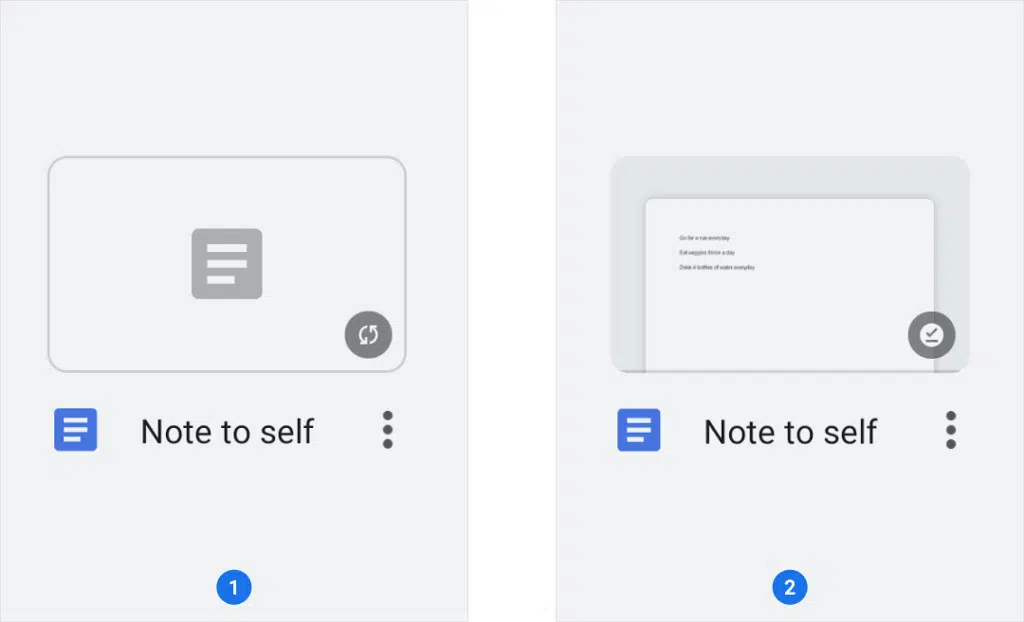 Note to self
1
Go for a run everyday
Eat veggies thrice a day
Drink 4 bottles of water everyday
Note to self
2